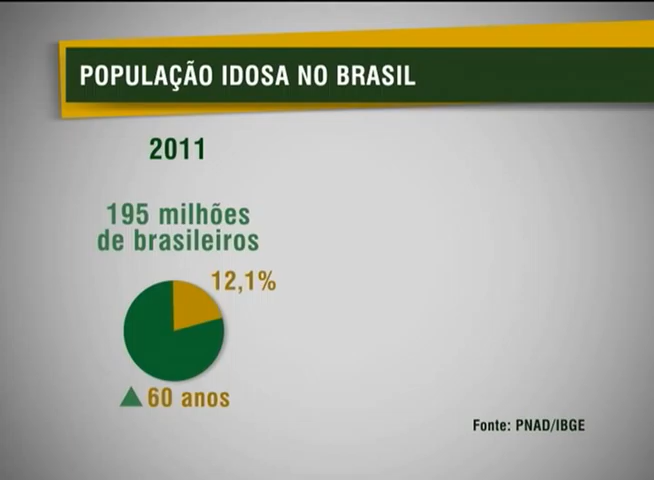 POPULAÇÃO IDOSA NO BRASIL
2011
195 milhões
de brasileiros
12,1%
60 anos
Fonte: PNAD/IBGE